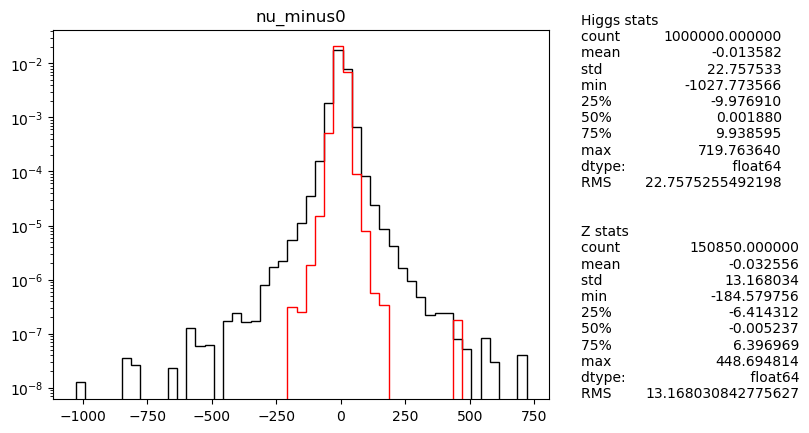 nu_minus0
10⁻²
10⁻³
10⁻⁴
10⁻⁵
10⁻⁶
10⁻⁷
10⁻⁸
−1000 −750 −500 −250 0 250 500 750
Higgs stats
count 1000000.000000
mean -0.013582
std 22.757533
min -1027.773566
25% -9.976910
50% 0.001880
75% 9.938595
max 719.763640
dtype: float64
RMS 22.7575255492198
Z stats
count 150850.000000
mean -0.032556
std 13.168034
min -184.579756
25% -6.414312
50% -0.005237
75% 6.396969
max 448.694814
dtype: float64
RMS 13.168030842775627